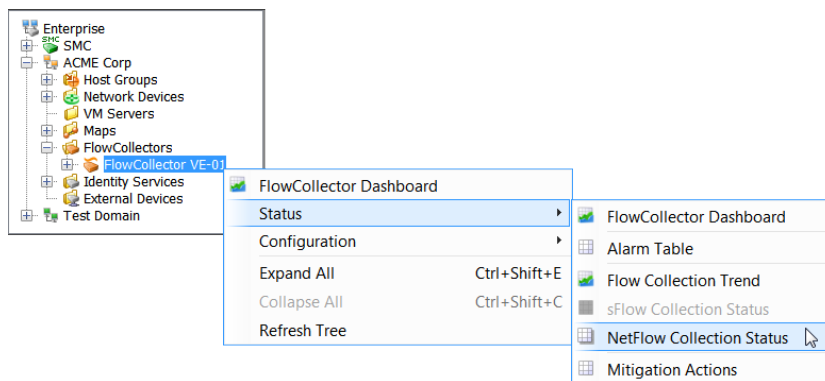 Enterprise
SMC SMC
ACME Corp
Host Groups
Network Devices
VM Servers
Maps
FlowCollectors
FlowCollector VE-01
Identity Services
External Devices
Test Domain
FlowCollector Dashboard
Status
Configuration
Expand All Ctrl+Shift+E
Collapse All Ctrl+Shift+C
Refresh Tree
FlowCollector Dashboard
Alarm Table
Flow Collection Trend
sFlow Collection Status
NetFlow Collection Status
Mitigation Actions